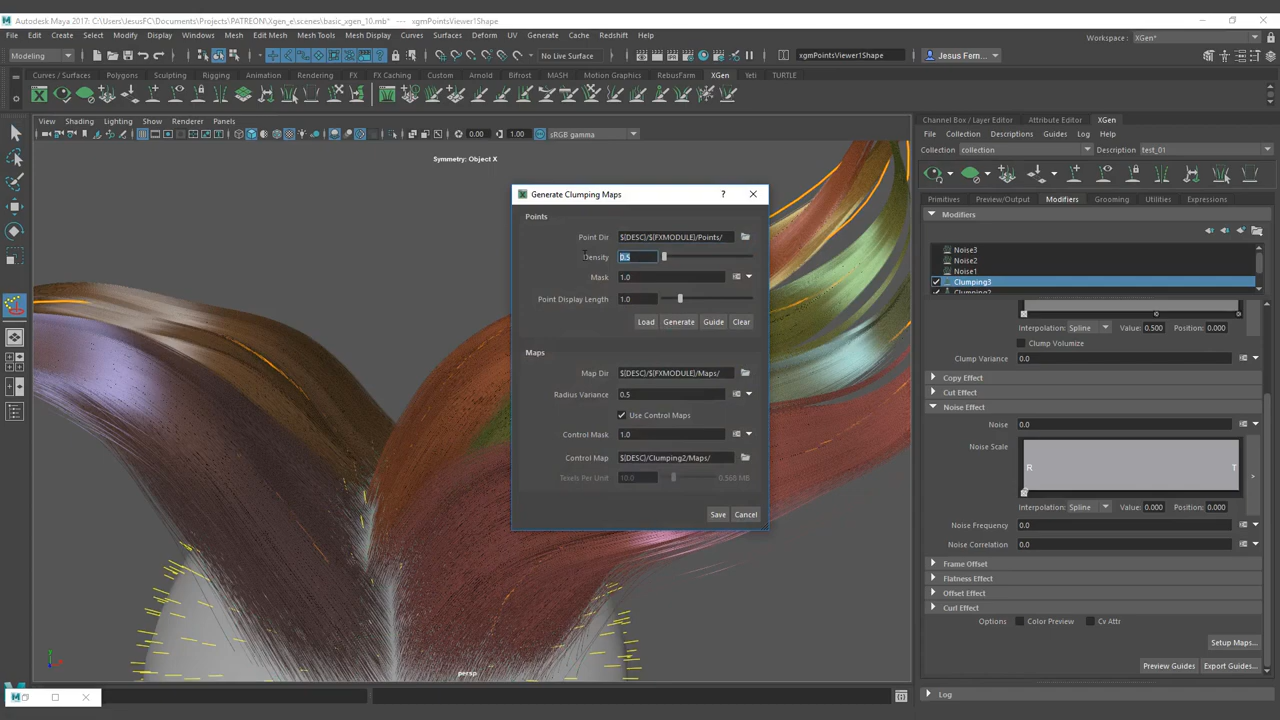 Autodesk Maya 2017: C:\Users\JesusFC\Documents\Projects\PATREON\Xgen_e\scenes\basic_xgen_10.mb* --- xgmPointsViewer1Shape
File Edit Create Select Modify Display Windows Mesh Edit Mesh Mesh Tools Mesh Display Curves Surfaces Deform UV Generate Cache Redshift Help
Workspace : XGen*
Modeling No Live Surface xgmPointsViewer1Shape Jesus Fern...
Curves / Surfaces Polygons Sculpting Rigging Animation Rendering FX FX Caching Custom Arnold Bifrost MASH Motion Graphics RebusFarm XGen Yeti TURTLE
View Shading Lighting Show Renderer Panels
Channel Box / Layer Editor Attribute Editor XGen
0.00 1.00 sRGB gamma
File Collection Descriptions Guides Log Help
Collection collection Description test_01
Symmetry: Object X
Generate Clumping Maps ?
Points
Point Dir ${DESC}/${FXMODULE}/Points/
Density 0.5
Mask 1.0
Point Display Length 1.0
Load Generate Guide Clear
Maps
Map Dir ${DESC}/${FXMODULE}/Maps/
Radius Variance 0.5
Use Control Maps
Control Mask 1.0
Control Map ${DESC}/Clumping2/Maps/
Texels Per Unit 10.0 0.568 MB
Save Cancel
Primitives Preview/Output Modifiers Grooming Utilities Expressions
Modifiers
Noise3
Noise2
Noise1
Clumping3
Clumping2
Interpolation: Spline Value: 0.500 Position: 0.000
Clump Volumize
Clump Variance 0.0
Copy Effect
Cut Effect
Noise Effect
Noise 0.0
Noise Scale R T
Interpolation: Spline Value: 0.000 Position: 0.000
Noise Frequency 0.0
Noise Correlation 0.0
Frame Offset
Flatness Effect
Offset Effect
Curl Effect
Options Color Preview Cv Attr
Setup Maps...
Preview Guides Export Guides...
Log
persp